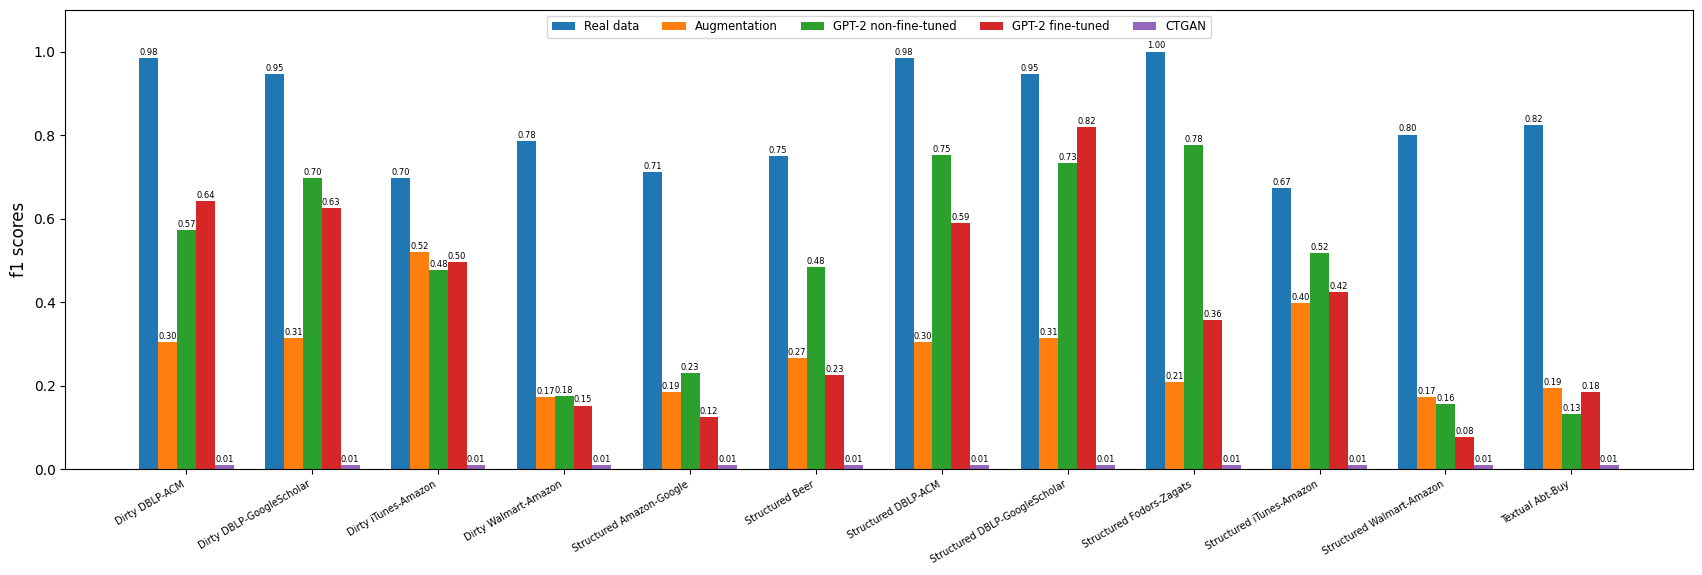 Real data Augmentation GPT-2 non-fine-tuned GPT-2 fine-tuned CTGAN
f1 scores
1.0
0.8
0.6
0.4
0.2
0.0
0.98 0.30 0.57 0.64 0.01
0.95 0.31 0.70 0.63 0.01
0.70 0.52 0.48 0.50 0.01
0.78 0.17 0.18 0.15 0.01
0.71 0.19 0.23 0.12 0.01
0.75 0.27 0.48 0.23 0.01
0.98 0.30 0.75 0.59 0.01
0.95 0.31 0.73 0.82 0.01
1.00 0.21 0.78 0.36 0.01
0.67 0.40 0.52 0.42 0.01
0.80 0.17 0.16 0.08 0.01
0.82 0.19 0.13 0.18 0.01
Dirty DBLP-ACM
Dirty DBLP-GoogleScholar
Dirty iTunes-Amazon
Dirty Walmart-Amazon
Structured Amazon-Google
Structured Beer
Structured DBLP-ACM
Structured DBLP-GoogleScholar
Structured Fodors-Zagats
Structured iTunes-Amazon
Structured Walmart-Amazon
Textual Abt-Buy